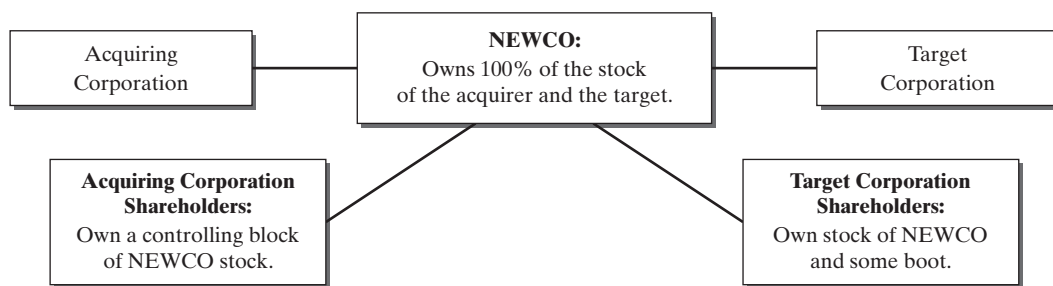 Acquiring
Corporation
NEWCO:
Owns 100% of the stock
of the acquirer and the target.
Target
Corporation
Acquiring Corporation
Shareholders:
Own a controlling block
of NEWCO stock.
Target Corporation
Shareholders:
Own stock of NEWCO
and some boot.